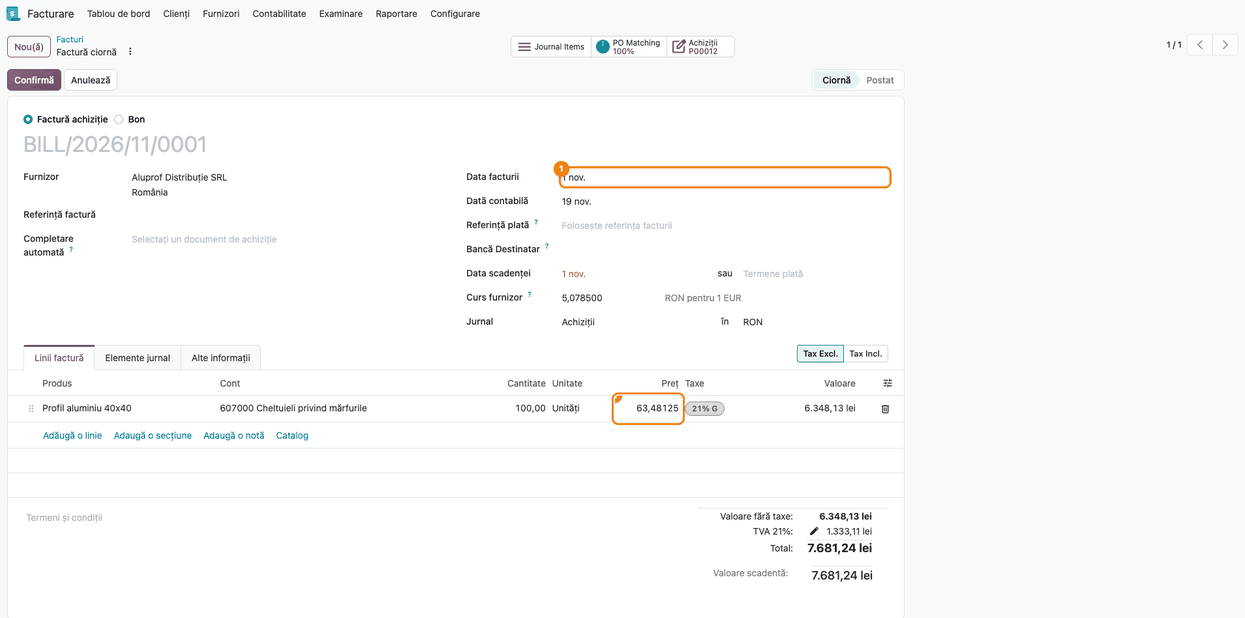 $ Facturare Tablou de bord Clienți Furnizori Contabilitate Examinare Raportare Configurare
Nou(ă) Facturi
Factură ciornă
Journal Items PO Matching 100% Achiziții P00012
1 / 1
Confirmă Anulează
Ciornă Postat
Factură achiziție Bon
BILL/2026/11/0001
Furnizor Aluprof Distribuție SRL
România
Referință factură
Completare automată ? Selectați un document de achiziție
1
Data facturii 1 nov.
Dată contabilă 19 nov.
Referință plată ? Folosește referința facturii
Bancă Destinatar ?
Data scadenței 1 nov. sau Termene plată
Curs furnizor ? 5,078500 RON pentru 1 EUR
Jurnal Achiziții în RON
Linii factură Elemente jurnal Alte informații
Tax Excl. Tax Incl.
Produs Cont Cantitate Unitate Preț Taxe Valoare
Profil aluminiu 40x40 607000 Cheltuieli privind mărfurile 100,00 Unități 63,48125 21% G 6.348,13 lei
Adăugă o linie Adaugă o secțiune Adaugă o notă Catalog
Termeni și condiții
Valoare fără taxe: 6.348,13 lei
TVA 21%: 1.333,11 lei
Total: 7.681,24 lei
Valoare scadentă: 7.681,24 lei